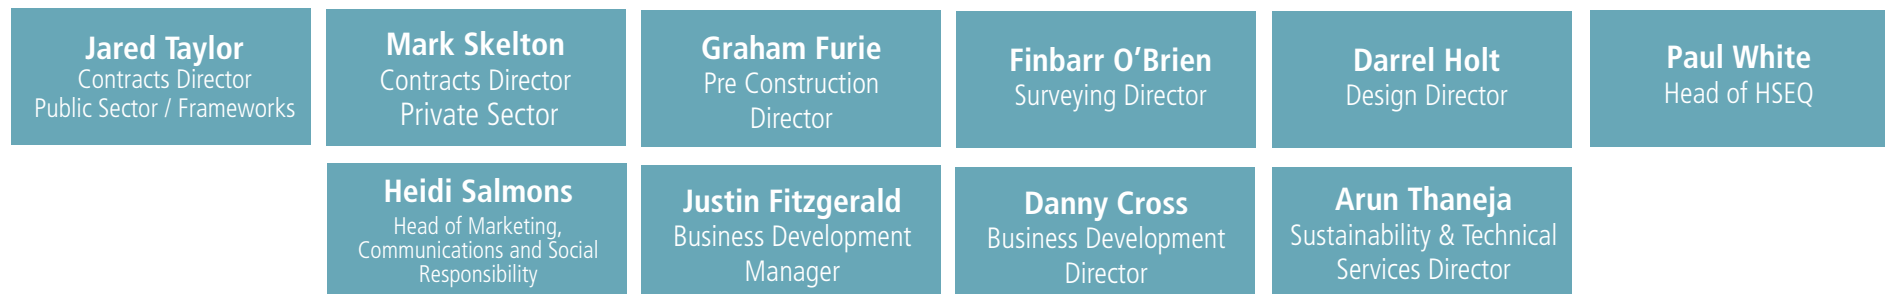 Jared Taylor
Contracts Director
Public Sector / Frameworks
Mark Skelton
Contracts Director
Private Sector
Graham Furie
Pre Construction
Director
Finbarr O’Brien
Surveying Director
Darrel Holt
Design Director
Paul White
Head of HSEQ
Heidi Salmons
Head of Marketing,
Communications and Social
Responsibility
Justin Fitzgerald
Business Development
Manager
Danny Cross
Business Development
Director
Arun Thaneja
Sustainability & Technical
Services Director